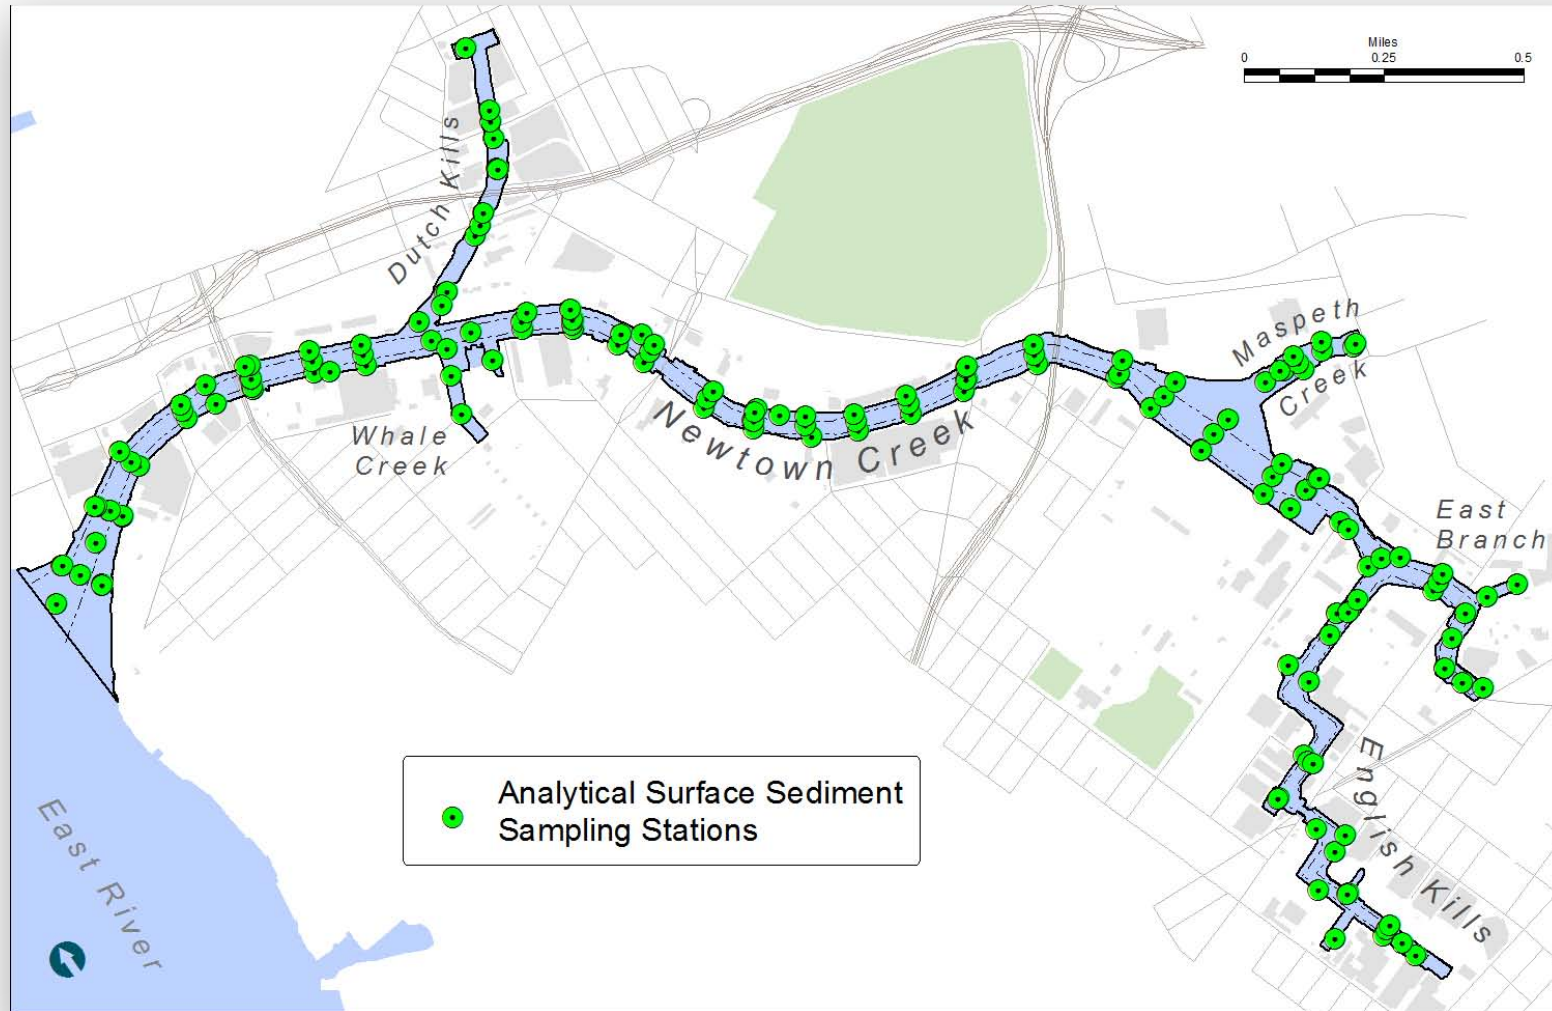 Miles
0 0.25 0.5
Dutch Kills
Maspeth
Creek
Whale
Creek
Newtown Creek
East
Branch
English Kills
Analytical Surface Sediment
Sampling Stations
East River